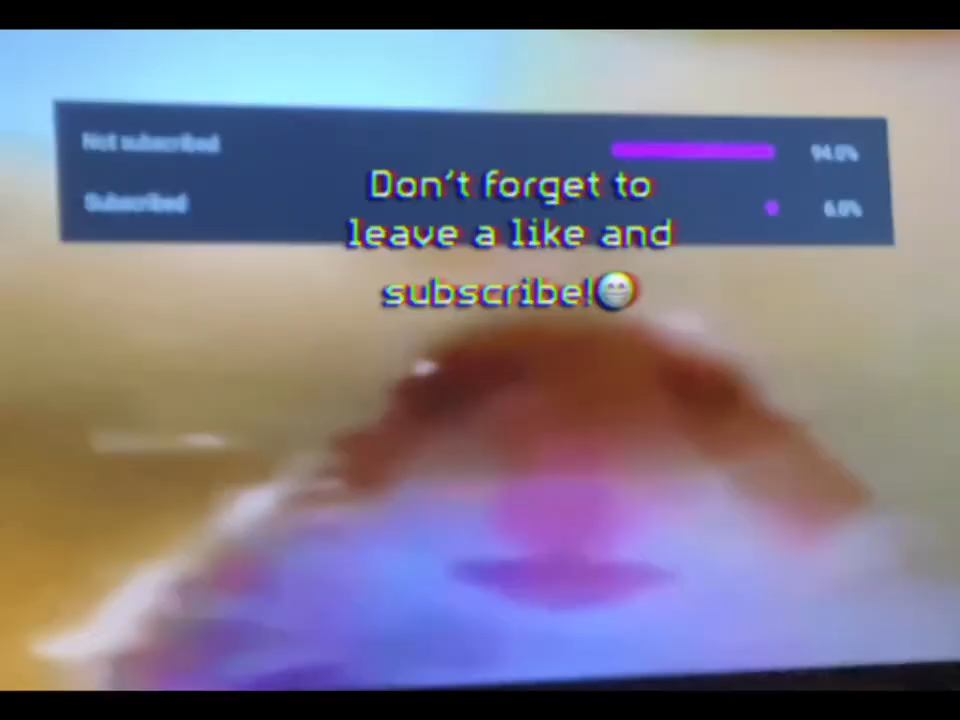 Not subscribed 94.0%
Don't forget to
Subscribed 6.0%
leave a like and
subscribe!😁